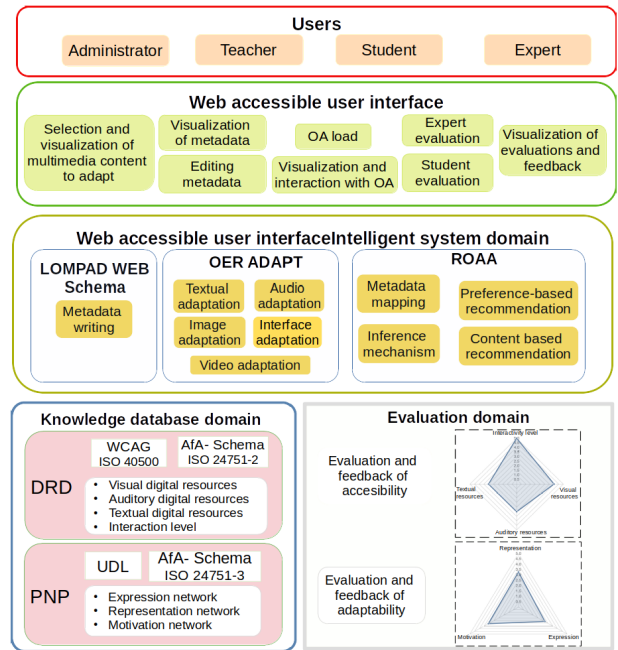 Users
Administrator
Teacher
Student
Expert
Web accessible user interface
Selection and
visualization of
multimedia content
to adapt
Visualization
of metadata
Editing
metadata
OA load
Visualization and
interaction with OA
Expert
evaluation
Student
evaluation
Visualization of
evaluations and
feedback
Web accessible user interfaceIntelligent system domain
LOMPAD WEB
Schema
Metadata
writing
OER ADAPT
Textual
adaptation
Audio
adaptation
Image
adaptation
Interface
adaptation
Video adaptation
ROAA
Metadata
mapping
Preference-based
recommendation
Inference
mechanism
Content based
recommendation
Knowledge database domain
DRD
WCAG
ISO 40500
AfA- Schema
ISO 24751-2
• Visual digital resources
• Auditory digital resources
• Textual digital resources
• Interaction level
PNP
UDL
AfA- Schema
ISO 24751-3
• Expression network
• Representation network
• Motivation network
Evaluation domain
Evaluation and
feedback of
accesibility
Interactivity level
Textual
resources
Visual
resources
Auditory resources
Evaluation and
feedback of
adaptability
Representation
Motivation
Expression